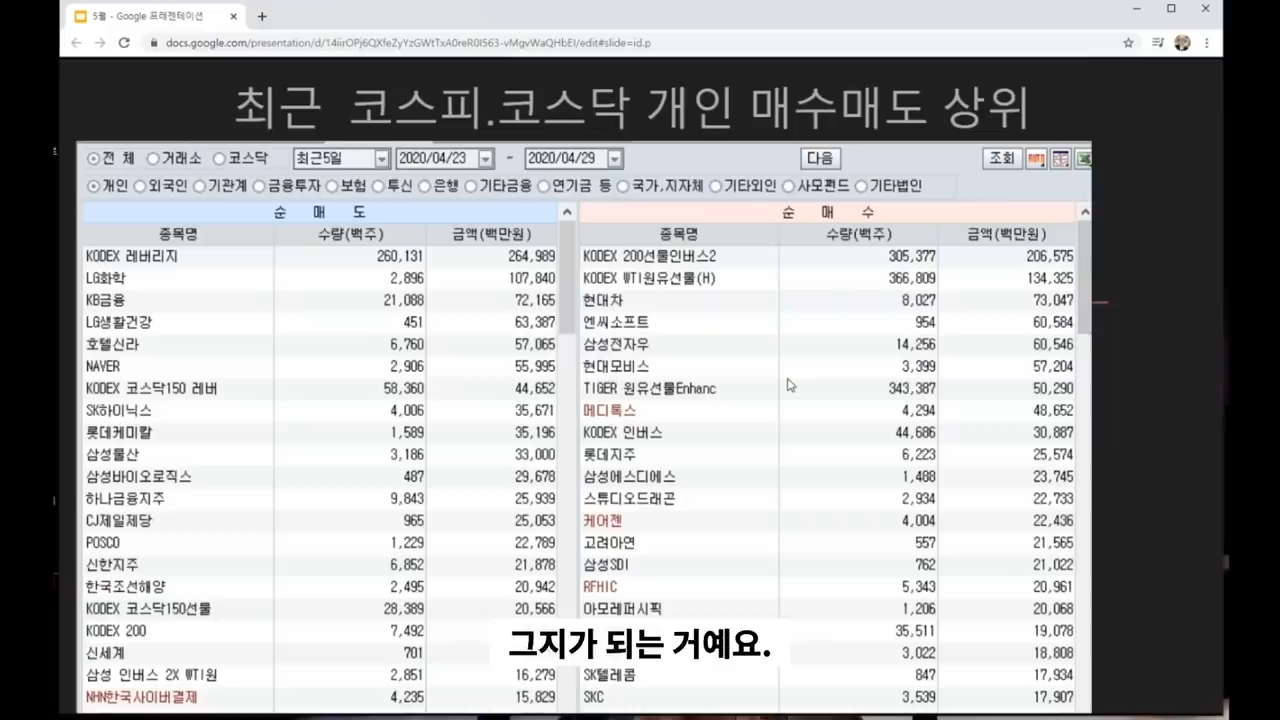 5월 - Google 프레젠테이션
docs.google.com/presentation/d/14iirOPj6QXfeZyYzGWtTxA0reR0I563-vMgvWaQHbEI/edit#slide=id.p
최근 코스피.코스닥 개인 매수매도 상위
전 체 거래소 코스닥 최근5일 2020/04/23 ~ 2020/04/29 다음 조회
개인 외국인 기관계 금융투자 보험 투신 은행 기타금융 연기금 등 국가,지자체 기타외인 사모펀드 기타법인
순 매 도 순 매 수
종목명 수량(백주) 금액(백만원) 종목명 수량(백주) 금액(백만원)
KODEX 레버리지 260,131 264,989 KODEX 200선물인버스2 305,377 206,575
LG화학 2,896 107,840 KODEX WTI원유선물(H) 366,809 134,325
KB금융 21,088 72,165 현대차 8,027 73,047
LG생활건강 451 63,387 엔씨소프트 954 60,584
호텔신라 6,760 57,065 삼성전자우 14,256 60,546
NAVER 2,906 55,995 현대모비스 3,399 57,204
KODEX 코스닥150 레버 58,360 44,652 TIGER 원유선물Enhanc 343,387 50,290
SK하이닉스 4,006 35,671 메디톡스 4,294 48,652
롯데케미칼 1,589 35,196 KODEX 인버스 44,686 30,887
삼성물산 3,186 33,000 롯데지주 6,223 25,574
삼성바이오로직스 487 29,678 삼성에스디에스 1,488 23,745
하나금융지주 9,843 25,939 스튜디오드래곤 2,934 22,733
CJ제일제당 965 25,053 케어젠 4,004 22,436
POSCO 1,229 22,789 고려아연 557 21,565
신한지주 6,852 21,878 삼성SDI 762 21,022
한국조선해양 2,495 20,942 RFHIC 5,343 20,961
KODEX 코스닥150선물 28,389 20,566 아모레퍼시픽 1,206 20,068
KODEX 200 7,492 35,511 19,078
신세계 701 3,022 18,808
삼성 인버스 2X WTI원 2,851 16,279 SK텔레콤 847 17,934
NHN한국사이버결제 4,235 15,829 SKC 3,539 17,907
그지가 되는 거예요.